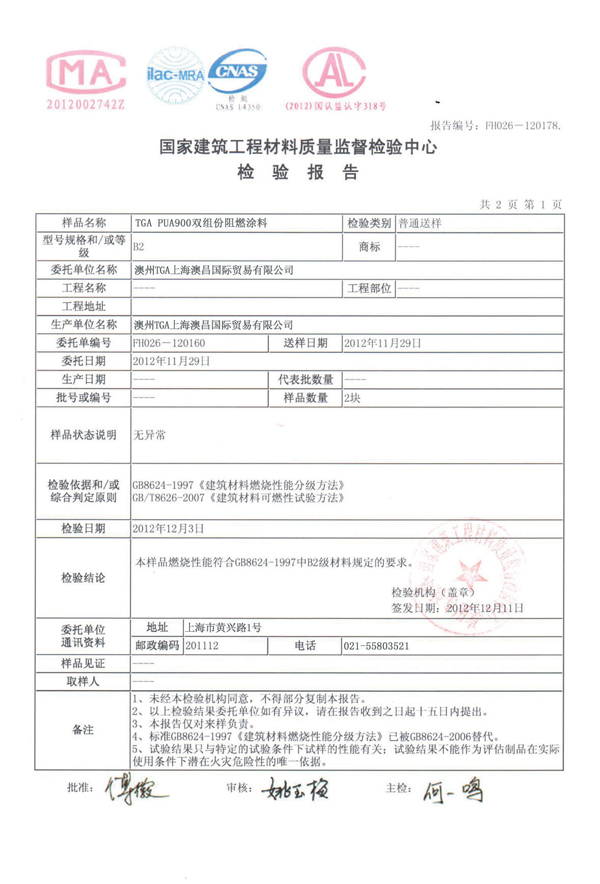 MA
2012002742Z
ilac-MRA
CNAS
检 测
CNAS L4350
CAL
(2012)国认监认字318号
报告编号: FH026-120178.
国家建筑工程材料质量监督检验中心
检 验 报 告
共 2 页 第 1 页
样品名称 TGA PUA900双组份阻燃涂料 检验类别 普通送样
型号规格和/或等级 B2 商标 ----
委托单位名称 澳州TGA上海澳昌国际贸易有限公司
工程名称 ---- 工程部位 ----
工程地址
生产单位名称 澳州TGA上海澳昌国际贸易有限公司
委托单编号 FH026-120160 送样日期 2012年11月29日
委托日期 2012年11月29日
生产日期 ---- 代表批数量 ----
批号或编号 ---- 样品数量 2块
样品状态说明 无异常
检验依据和/或综合判定原则
GB8624-1997《建筑材料燃烧性能分级方法》
GB/T8626-2007《建筑材料可燃性试验方法》
检验日期 2012年12月3日
检验结论 本样品燃烧性能符合GB8624-1997中B2级材料规定的要求。
检验机构（盖章）
签发日期: 2012年12月11日
委托单位通讯资料 地址 上海市黄兴路1号
邮政编码 201112 电话 021-55803521
样品见证 ----
取样人 ----
备注
1、未经本检验机构同意，不得部分复制本报告。
2、以上检验结果委托单位如有异议，请在报告收到之日起十五日内提出。
3、本报告仅对来样负责。
4、标准GB8624-1997《建筑材料燃烧性能分级方法》已被GB8624-2006替代。
5、试验结果只与特定的试验条件下试样的性能有关；试验结果不能作为评估制品在实际
使用条件下潜在火灾危险性的唯一依据。
批准: 审核: 姚玉梅 主检: 何一鸣